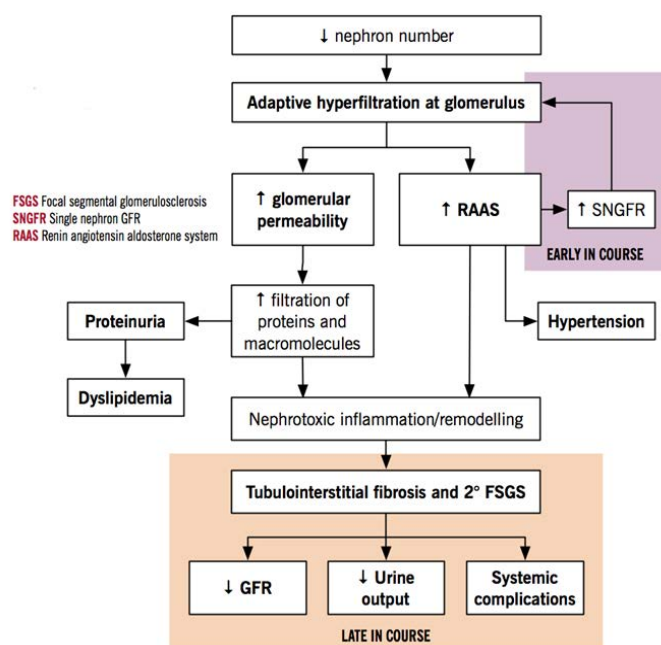 ↓ nephron number
Adaptive hyperfiltration at glomerulus
FSGS Focal segmental glomerulosclerosis
SNGFR Single nephron GFR
RAAS Renin angiotensin aldosterone system
↑ glomerular
permeability
↑ RAAS
↑ SNGFR
EARLY IN COURSE
Proteinuria
↑ filtration of
proteins and
macromolecules
Hypertension
Dyslipidemia
Nephrotoxic inflammation/remodelling
Tubulointerstitial fibrosis and 2° FSGS
↓ GFR
↓ Urine
output
Systemic
complications
LATE IN COURSE